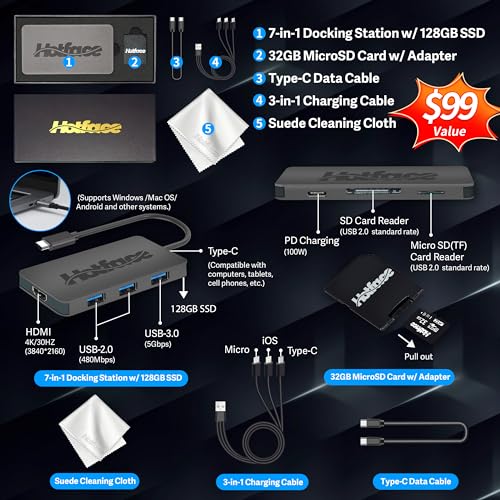 Hotface
Hotface
1
2
3
4
1 7-in-1 Docking Station w/ 128GB SSD
2 32GB MicroSD Card w/ Adapter
3 Type-C Data Cable
4 3-in-1 Charging Cable
5 Suede Cleaning Cloth
$99
Value
Hotface
5
Hotface
(Supports Windows /Mac OS/
Android and other systems.)
Hotface
PD Charging
(100W)
SD Card Reader
(USB 2.0 standard rate)
Micro SD(TF)
Card Reader
(USB 2.0 standard rate)
Type-C
(Compatible with
computers, tablets,
cell phones, etc.)
Hotface
128GB SSD
HDMI
4K/30HZ
(3840*2160)
USB-2.0
(480Mbps)
USB-3.0
(5Gbps)
7-in-1 Docking Station w/ 128GB SSD
Micro
iOS
Type-C
Hotface
32
Pull out
32GB MicroSD Card w/ Adapter
Hotface
Suede Cleaning Cloth
3-in-1 Charging Cable
Type-C Data Cable